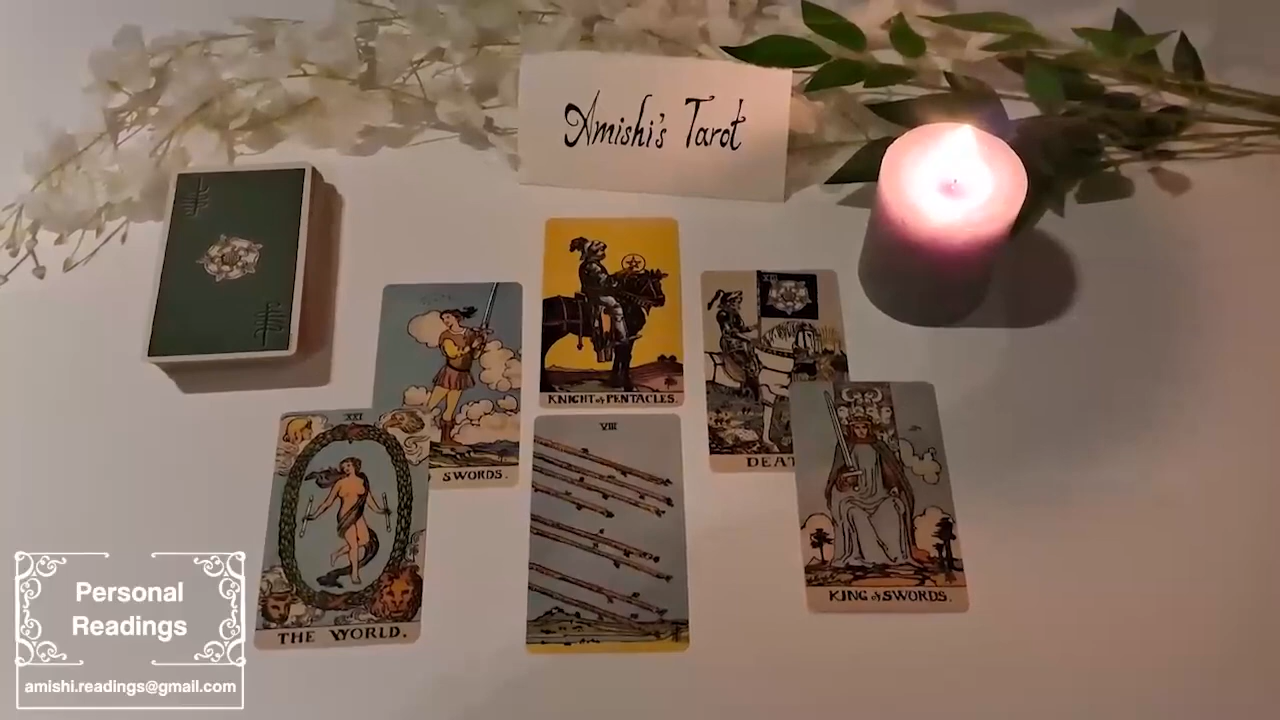 Amishi's Tarot
KNIGHT of PENTACLES.
XIII
SWORDS.
DEAT
XXI
VIII
THE WORLD.
KING of SWORDS.
Personal
Readings
amishi.readings@gmail.com